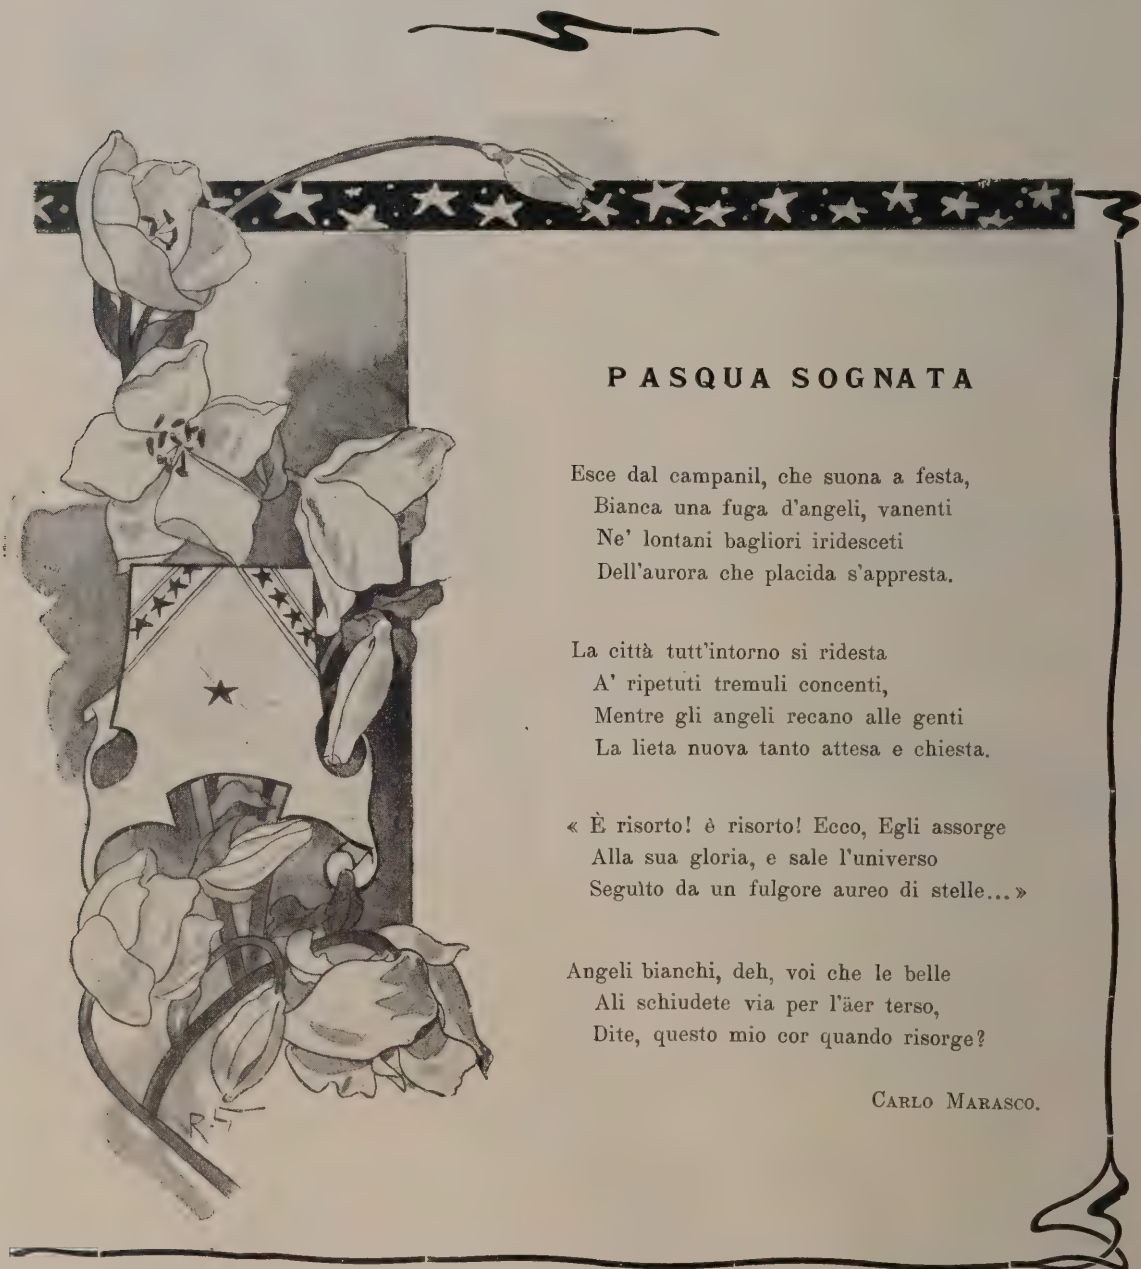 PASQUA SOGNATA
Esce dal campanil, che suona a festa,
Bianca una fuga d'angeli, vanenti
Ne' lontani bagliori iridesceti
Dell'aurora che placida s'appresta.
La città tutt'intorno si ridesta
A' ripetuti tremuli concenti,
Mentre gli angeli recano alle genti
La lieta nuova tanto attesa e chiesta.
« È risorto! è risorto! Ecco, Egli assorge
Alla sua gloria, e sale l'universo
Seguìto da un fulgore aureo di stelle... »
Angeli bianchi, deh, voi che le belle
Ali schiudete via per l'äer terso,
Dite, questo mio cor quando risorge?
CARLO MARASCO.